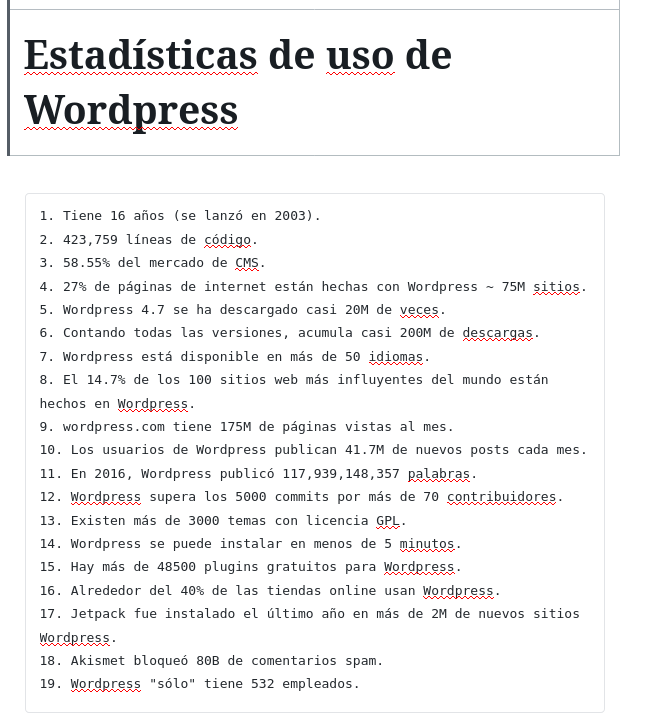 Estadísticas de uso de
Wordpress
1. Tiene 16 años (se lanzó en 2003).
2. 423,759 líneas de código.
3. 58.55% del mercado de CMS.
4. 27% de páginas de internet están hechas con Wordpress ~ 75M sitios.
5. Wordpress 4.7 se ha descargado casi 20M de veces.
6. Contando todas las versiones, acumula casi 200M de descargas.
7. Wordpress está disponible en más de 50 idiomas.
8. El 14.7% de los 100 sitios web más influyentes del mundo están
hechos en Wordpress.
9. wordpress.com tiene 175M de páginas vistas al mes.
10. Los usuarios de Wordpress publican 41.7M de nuevos posts cada mes.
11. En 2016, Wordpress publicó 117,939,148,357 palabras.
12. Wordpress supera los 5000 commits por más de 70 contribuidores.
13. Existen más de 3000 temas con licencia GPL.
14. Wordpress se puede instalar en menos de 5 minutos.
15. Hay más de 48500 plugins gratuitos para Wordpress.
16. Alrededor del 40% de las tiendas online usan Wordpress.
17. Jetpack fue instalado el último año en más de 2M de nuevos sitios
Wordpress.
18. Akismet bloqueó 80B de comentarios spam.
19. Wordpress "sólo" tiene 532 empleados.